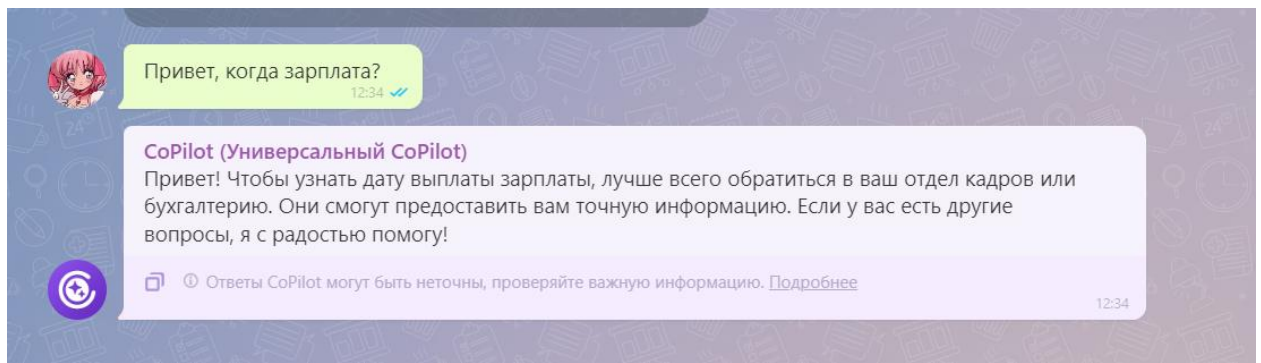 Привет, когда зарплата?
12:34
CoPilot (Универсальный CoPilot)
Привет! Чтобы узнать дату выплаты зарплаты, лучше всего обратиться в ваш отдел кадров или
бухгалтерию. Они смогут предоставить вам точную информацию. Если у вас есть другие
вопросы, я с радостью помогу!
Ответы CoPilot могут быть неточны, проверяйте важную информацию. Подробнее
12:34